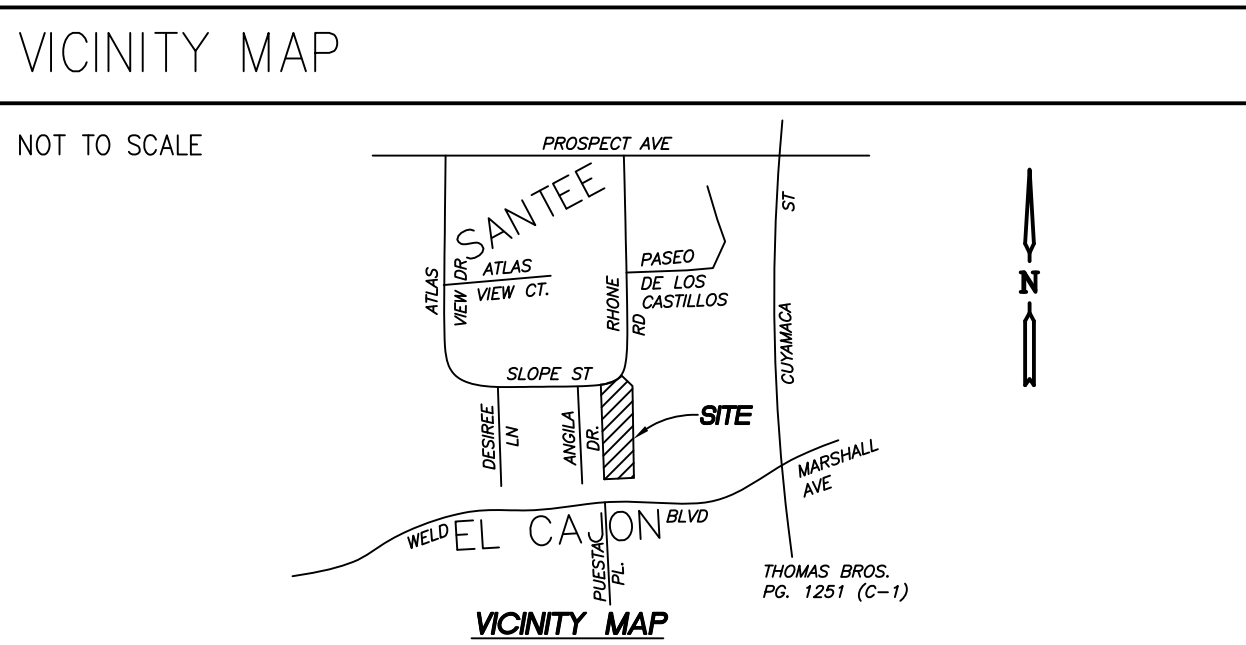 VICINITY MAP
NOT TO SCALE
PROSPECT AVE
SANTEE
ST
ATLAS
VIEW DR
ATLAS
VIEW CT.
RHONE
RD
PASEO
DE LOS
CASTILLOS
N
CUYAMACA
SLOPE ST
DESIREE
LN
ANGILA
DR.
SITE
MARSHALL
AVE
WELD
EL CAJON
BLVD
PUESTA
PL.
THOMAS BROS.
PG. 1251 (C-1)
VICINITY MAP